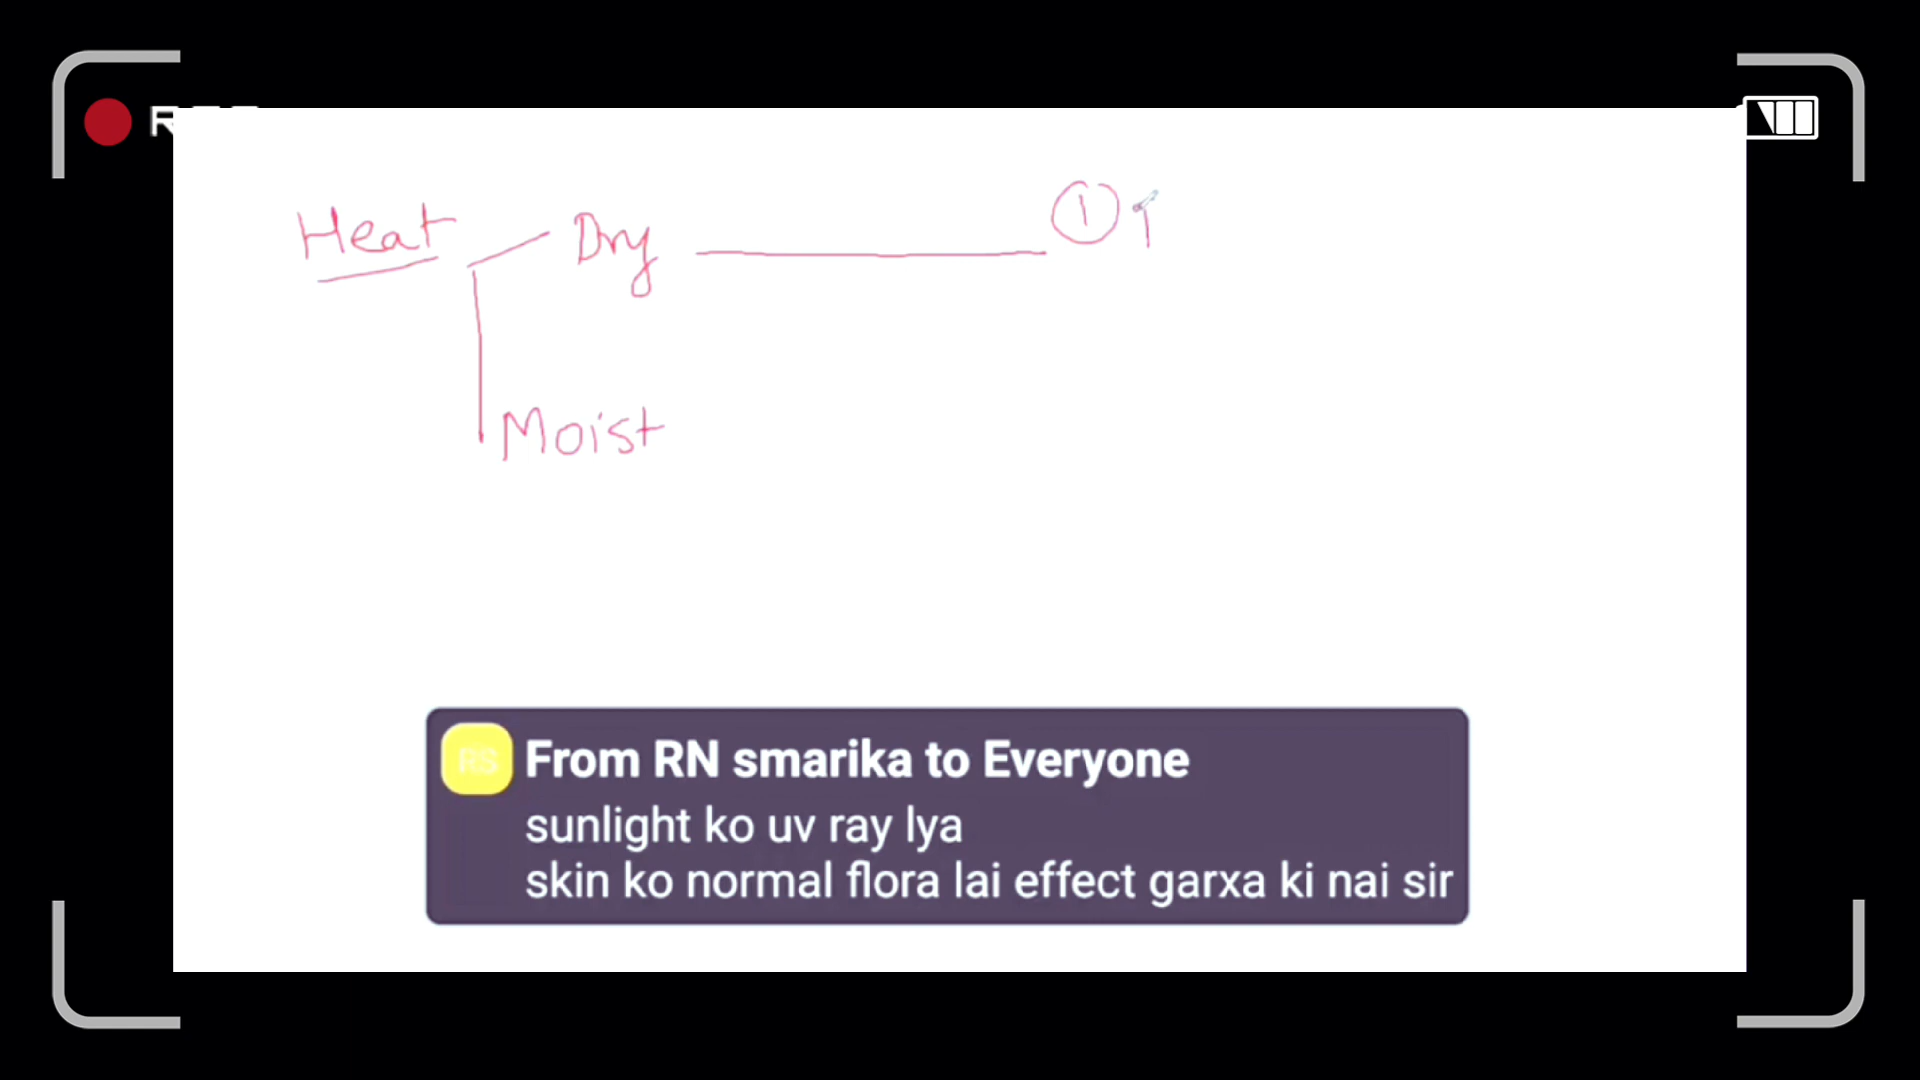 Heat
Dry
①
Moist
RS
From RN smarika to Everyone
sunlight ko uv ray lya
skin ko normal flora lai effect garxa ki nai sir